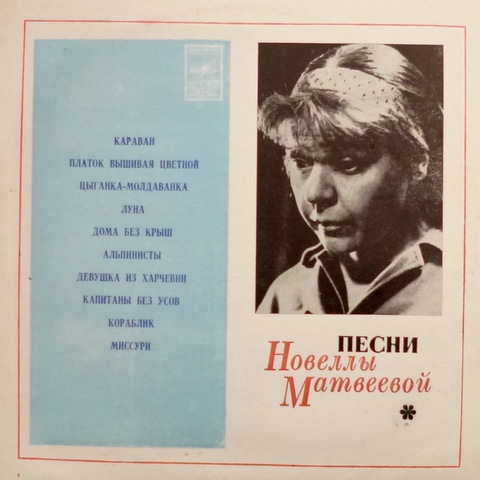 КАРАВАН
ПЛАТОК ВЫШИВАЯ ЦВЕТНОЙ
ЦЫГАНКА-МОЛДАВАНКА
ЛУНА
ДОМА БЕЗ КРЫШ
АЛЬПИНИСТЫ
ДЕВУШКА ИЗ ХАРЧЕВНИ
КАПИТАНЫ БЕЗ УСОВ
КОРАБЛИК
МИССУРИ
ПЕСНИ
Новеллы
Матвеевой